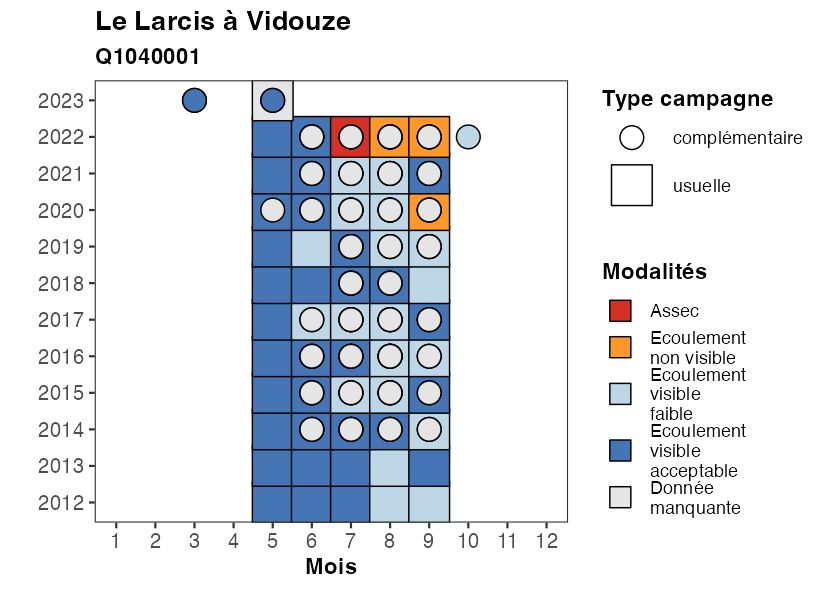 Le Larcis à Vidouze
Q1040001
2023
2022
2021
2020
2019
2018
2017
2016
2015
2014
2013
2012
1 2 3 4 5 6 7 8 9 10 11 12
Mois
Type campagne
complémentaire
usuelle
Modalités
Assec
Ecoulement
non visible
Ecoulement
visible
faible
Ecoulement
visible
acceptable
Donnée
manquante